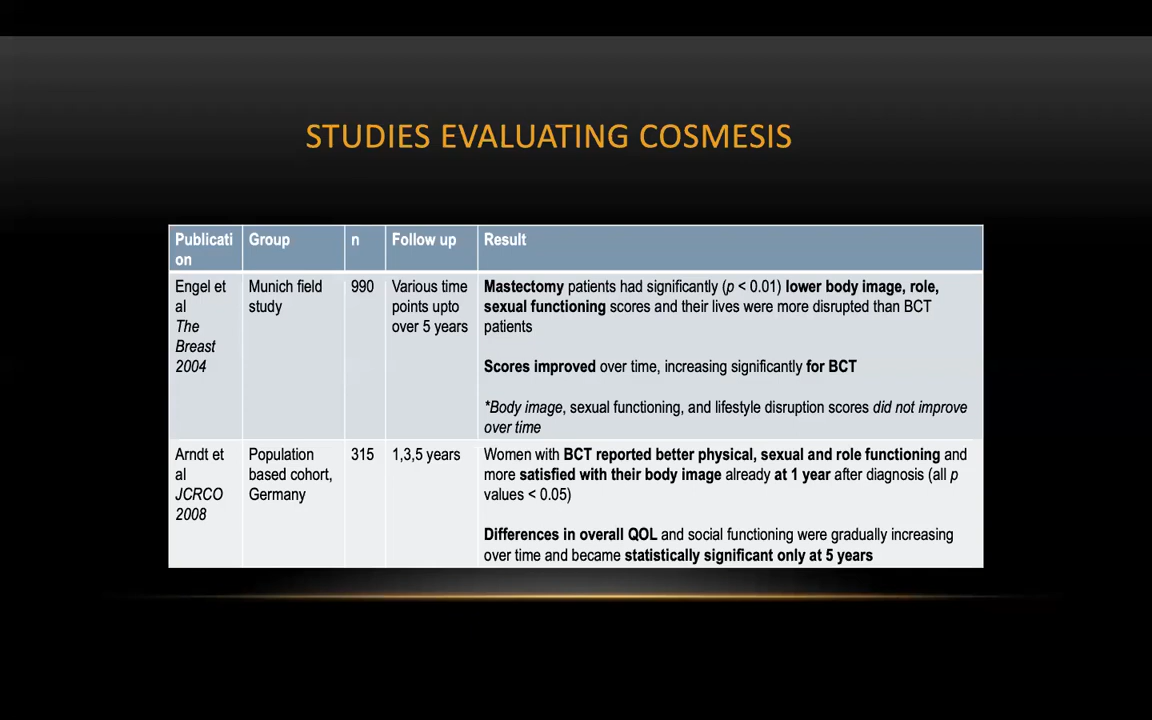 STUDIES EVALUATING COSMESIS
Publicati
on
Group
n
Follow up
Result
Engel et
al
The
Breast
2004
Munich field
study
990
Various time
points upto
over 5 years
Mastectomy patients had significantly (p < 0.01) lower body image, role,
sexual functioning scores and their lives were more disrupted than BCT
patients
Scores improved over time, increasing significantly for BCT
*Body image, sexual functioning, and lifestyle disruption scores did not improve
over time
Arndt et
al
JCRCO
2008
Population
based cohort,
Germany
315
1,3,5 years
Women with BCT reported better physical, sexual and role functioning and
more satisfied with their body image already at 1 year after diagnosis (all p
values < 0.05)
Differences in overall QOL and social functioning were gradually increasing
over time and became statistically significant only at 5 years